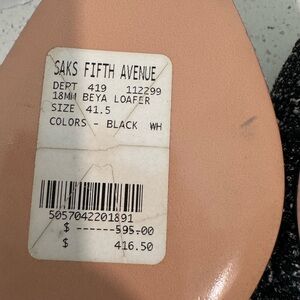 SAKS FIFTH AVENUE
DEPT 419 112299
18MM BEYA LOAFER
SIZE 41.5
COLORS - BLACK WH
5057042201891
$ ------595.00
$ 416.50